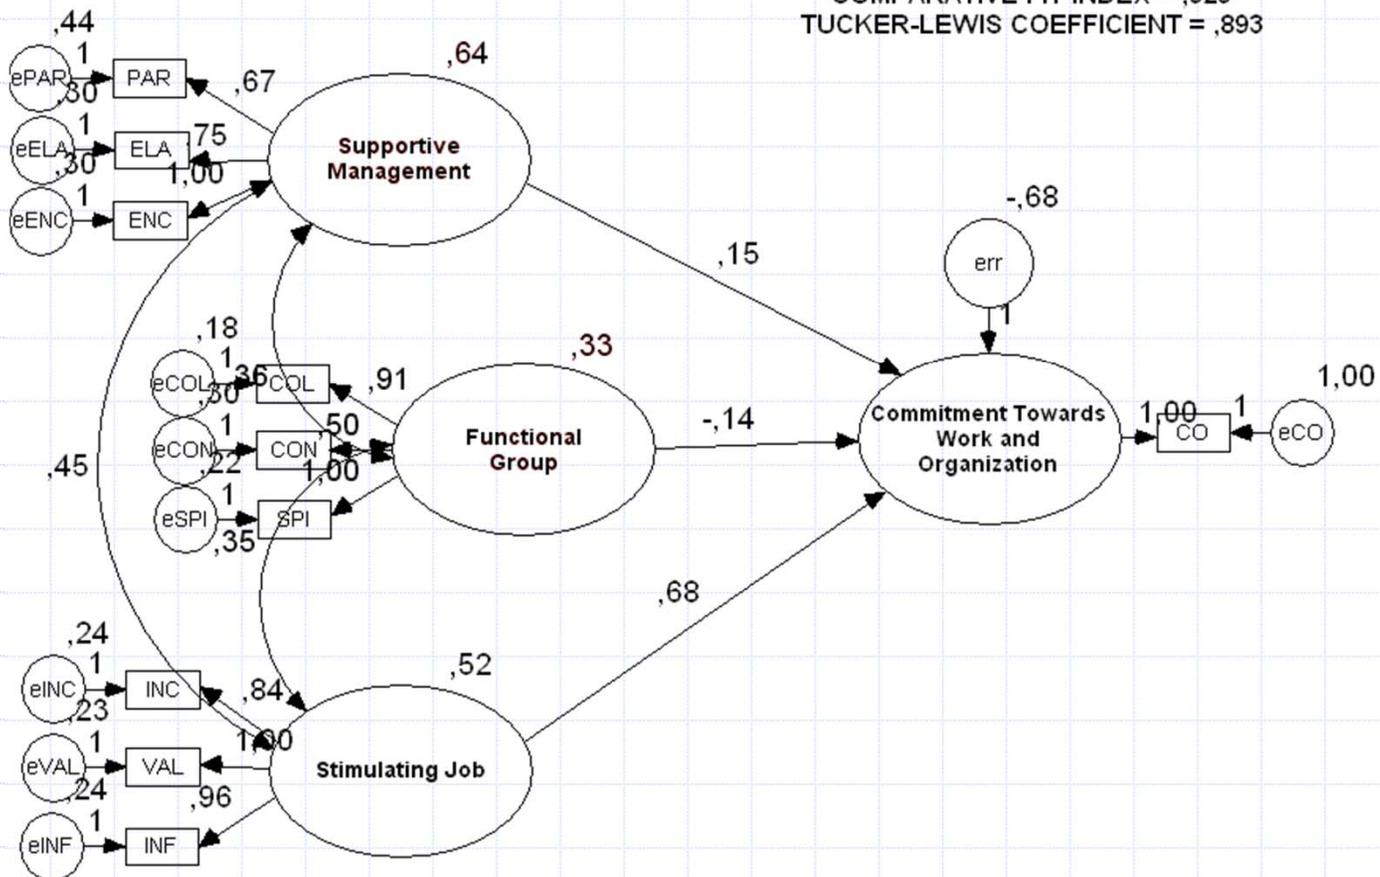 TUCKER-LEWIS COEFFICIENT = ,893
,44
1
ePAR
PAR
,67
,64
,30
1
eELA
ELA
,75
,30
1,00
1
eENC
ENC
Supportive
Management
,15
-,68
err
1
,18
1
eCOL
COL
,91
,36
,30
1
eCON
CON
,50
,22
1,00
1
eSPI
SPI
,35
,33
Functional
Group
-,14
,45
Commitment Towards
Work and
Organization
1,00
CO
1
eCO
1,00
,68
,24
1
eINC
INC
,84
,52
,23
1
eVAL
VAL
1,00
,24
1
eINF
INF
,96
Stimulating Job